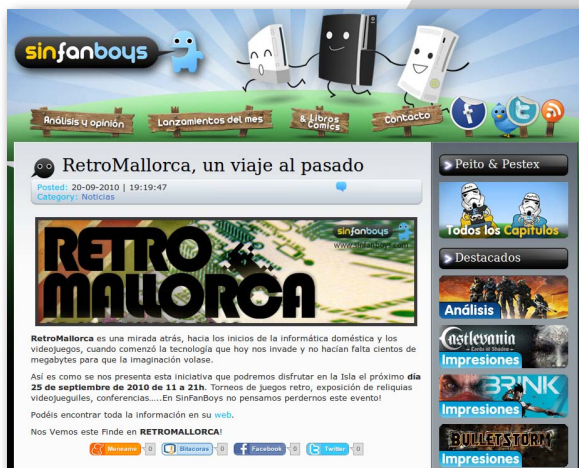 sinfanboys
Análisis y opinión
Lanzamientos del mes
& Libros
Comics
Contacto
RetroMallorca, un viaje al pasado
Posted: 20-09-2010 | 19:19:47
Category: Noticias
sinfanboys
www.sinfanboys.com
RETRO
MALLORCA
RetroMallorca es una mirada atrás, hacia los inicios de la informática doméstica y los
videojuegos, cuando comenzó la tecnología que hoy nos invade y no hacían falta cientos de
megabytes para que la imaginación volase.
Así es como se nos presenta esta iniciativa que podremos disfrutar en la Isla el próximo día
25 de septiembre de 2010 de 11 a 21h. Torneos de juegos retro, exposición de reliquias
videojueguiles, conferencias.....En SinFanBoys no pensamos perdernos este evento!
Podéis encontrar toda la información en su web.
Nos Vemos este Finde en RETROMALLORCA!
Meneame 0 Bitacoras 0 Facebook 0 Twitter 0
Peito & Pestex
Todos los Capítulos
Destacados
Análisis
Castlevania
Lords of Shadow
Impresiones
BRINK
Impresiones
BULLETSTORM
Impresiones